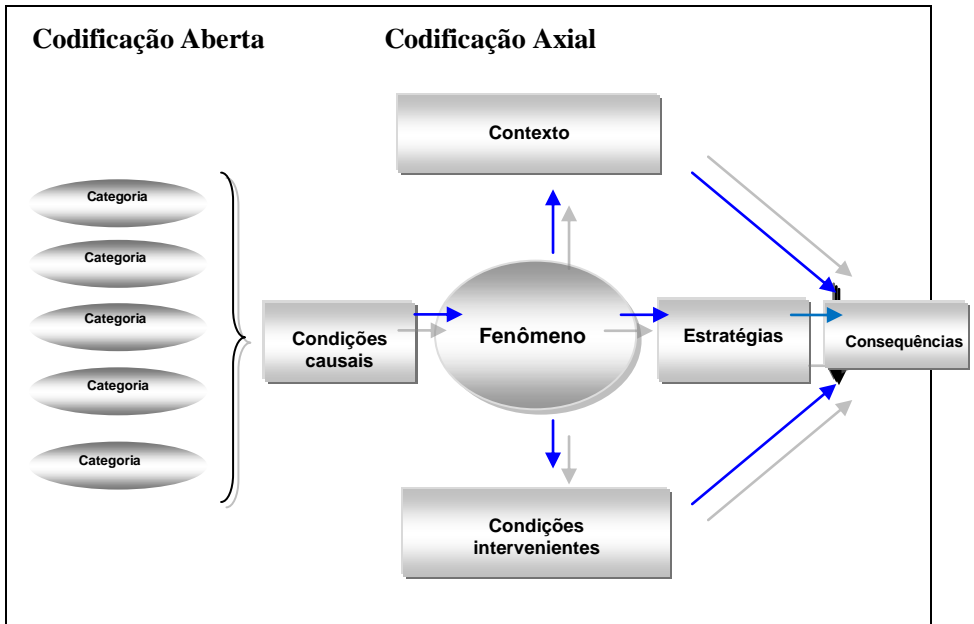 Codificação Aberta
Codificação Axial
Categoria
Categoria
Categoria
Categoria
Categoria
Contexto
Condições
causais
Fenômeno
Estratégias
Consequências
Condições
intervenientes